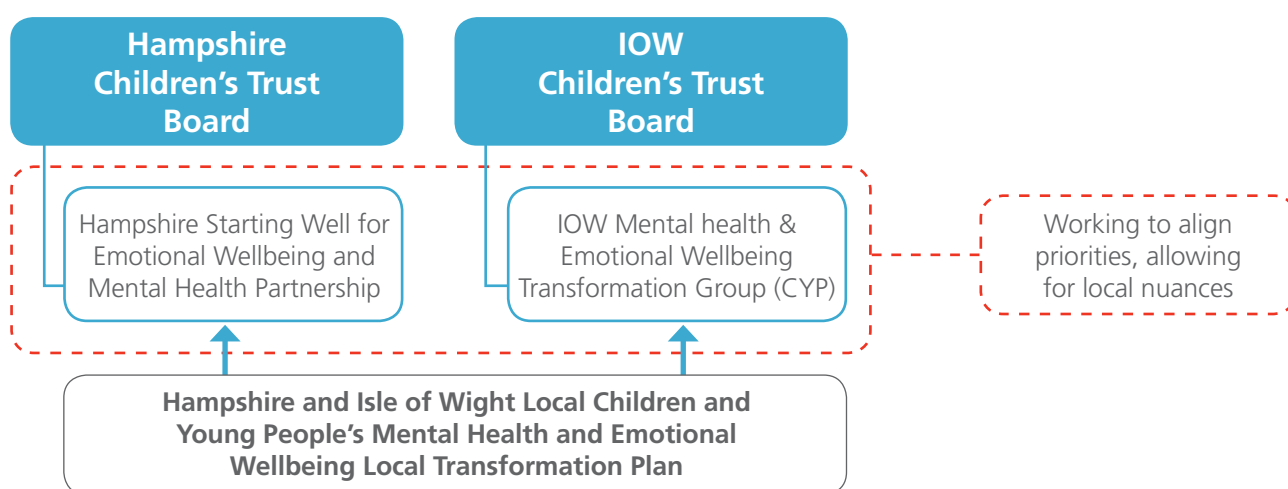 Hampshire
Children’s Trust
Board
IOW
Children’s Trust
Board
Hampshire Starting Well for
Emotional Wellbeing and
Mental Health Partnership
IOW Mental health &
Emotional Wellbeing
Transformation Group (CYP)
Working to align
priorities, allowing
for local nuances
Hampshire and Isle of Wight Local Children and
Young People’s Mental Health and Emotional
Wellbeing Local Transformation Plan